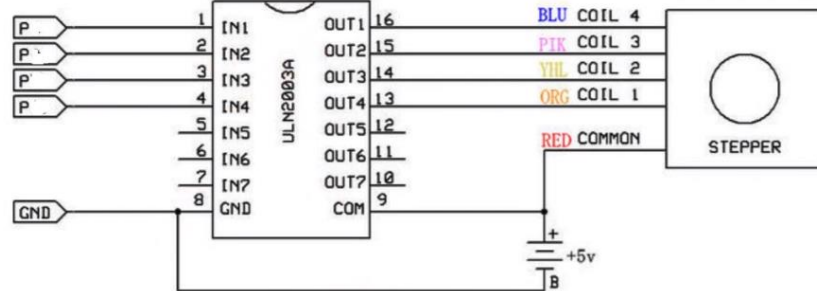 P 1 IN1 OUT1 16 BLU COIL 4
P 2 IN2 OUT2 15 PIK COIL 3
P 3 IN3 OUT3 14 YHL COIL 2
P 4 IN4 OUT4 13 ORG COIL 1
5 IN5 OUT5 12
6 IN6 OUT6 11
7 IN7 OUT7 10
GND 8 GND COM 9
ULN2003A
RED COMMON
STEPPER
+
+5v
B